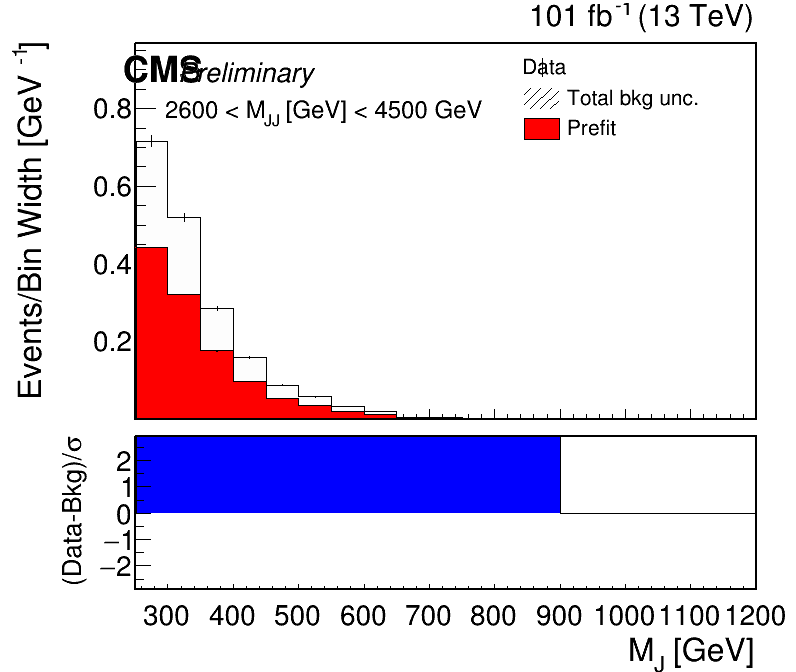 101 fb⁻¹ (13 TeV)
Events/Bin Width [GeV⁻¹]
CMS Preliminary
2600 < M_JJ [GeV] < 4500 GeV
Data
Total bkg unc.
Prefit
0.8
0.6
0.4
0.2
(Data-Bkg)/σ
2
1
0
−1
−2
300 400 500 600 700 800 900 1000 1100 1200
M_J [GeV]